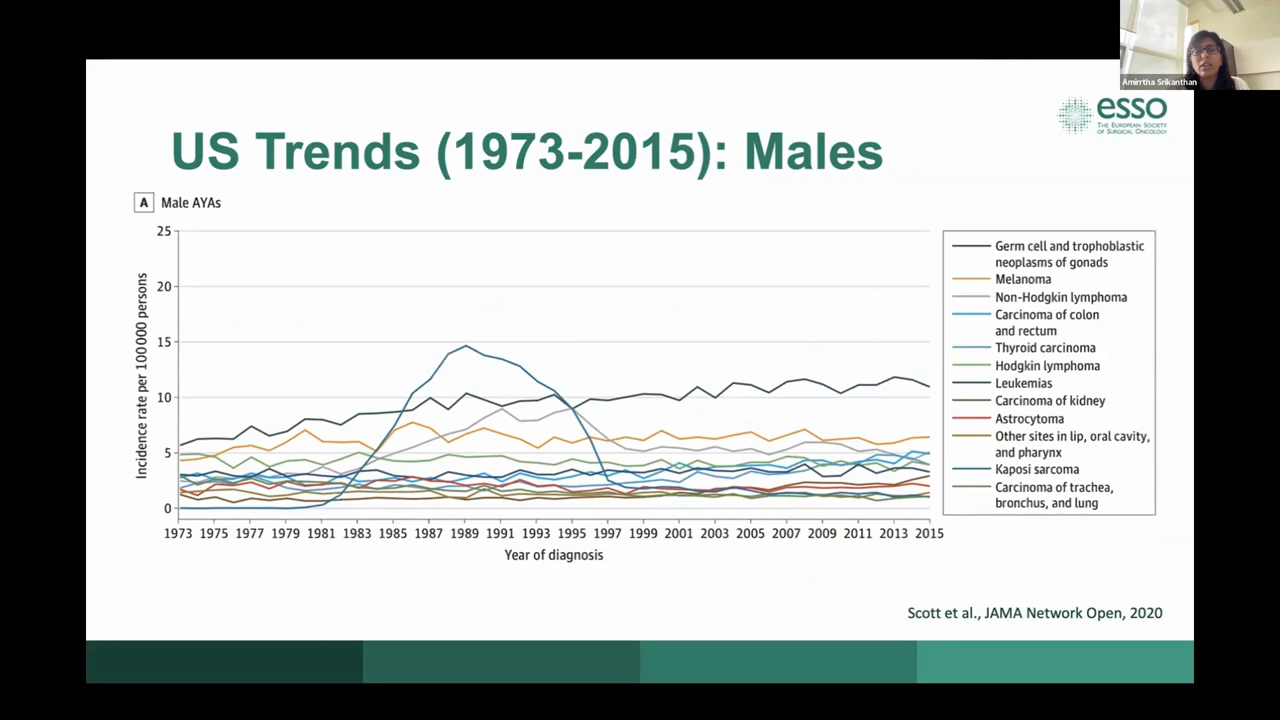 Amirrtha Srikanthan
esso
THE EUROPEAN SOCIETY
OF SURGICAL ONCOLOGY
US Trends (1973-2015): Males
A Male AYAs
Incidence rate per 100 000 persons
25
20
15
10
5
0
1973 1975 1977 1979 1981 1983 1985 1987 1989 1991 1993 1995 1997 1999 2001 2003 2005 2007 2009 2011 2013 2015
Year of diagnosis
Germ cell and trophoblastic
neoplasms of gonads
Melanoma
Non-Hodgkin lymphoma
Carcinoma of colon
and rectum
Thyroid carcinoma
Hodgkin lymphoma
Leukemias
Carcinoma of kidney
Astrocytoma
Other sites in lip, oral cavity,
and pharynx
Kaposi sarcoma
Carcinoma of trachea,
bronchus, and lung
Scott et al., JAMA Network Open, 2020